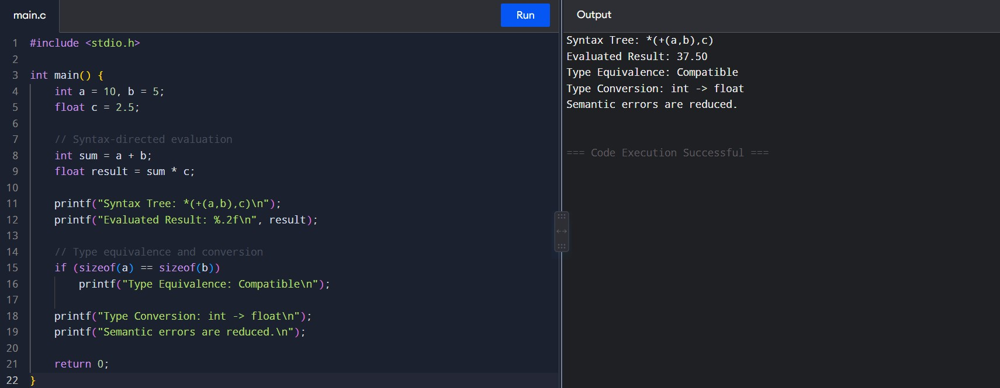 main.c
Run
1 #include <stdio.h>
2
3 int main() {
4     int a = 10, b = 5;
5     float c = 2.5;
6
7     // Syntax-directed evaluation
8     int sum = a + b;
9     float result = sum * c;
10
11     printf("Syntax Tree: *(+(a,b),c)\n");
12     printf("Evaluated Result: %.2f\n", result);
13
14     // Type equivalence and conversion
15     if (sizeof(a) == sizeof(b))
16         printf("Type Equivalence: Compatible\n");
17
18     printf("Type Conversion: int -> float\n");
19     printf("Semantic errors are reduced.\n");
20
21     return 0;
22 }
Output
Syntax Tree: *(+(a,b),c)
Evaluated Result: 37.50
Type Equivalence: Compatible
Type Conversion: int -> float
Semantic errors are reduced.
=== Code Execution Successful ===